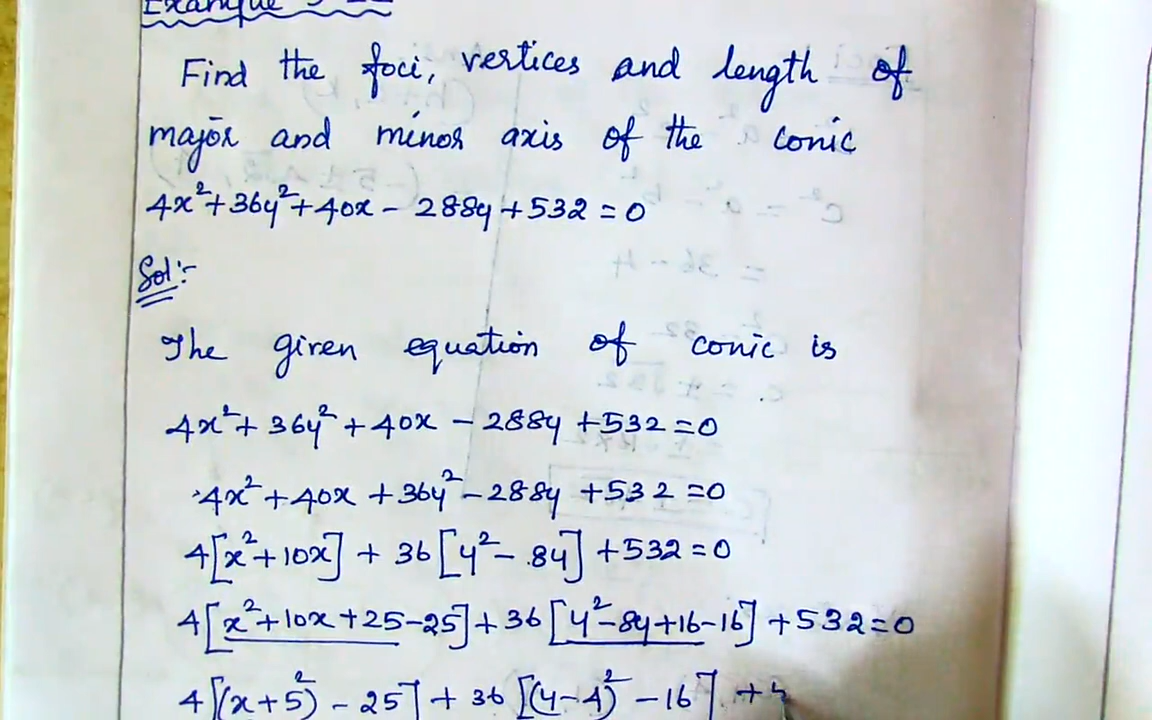 Example
Find the foci, vertices and length of
major and minor axis of the conic
4x²+36y²+40x-288y+532=0
Sol:-
The given equation of conic is
4x²+36y²+40x-288y+532=0
4x²+40x+36y²-288y+532=0
4[x²+10x]+36[y²-8y]+532=0
4[x²+10x+25-25]+36[y²-8y+16-16]+532=0
4[(x+5)²-25]+36[(y-4)²-16]+